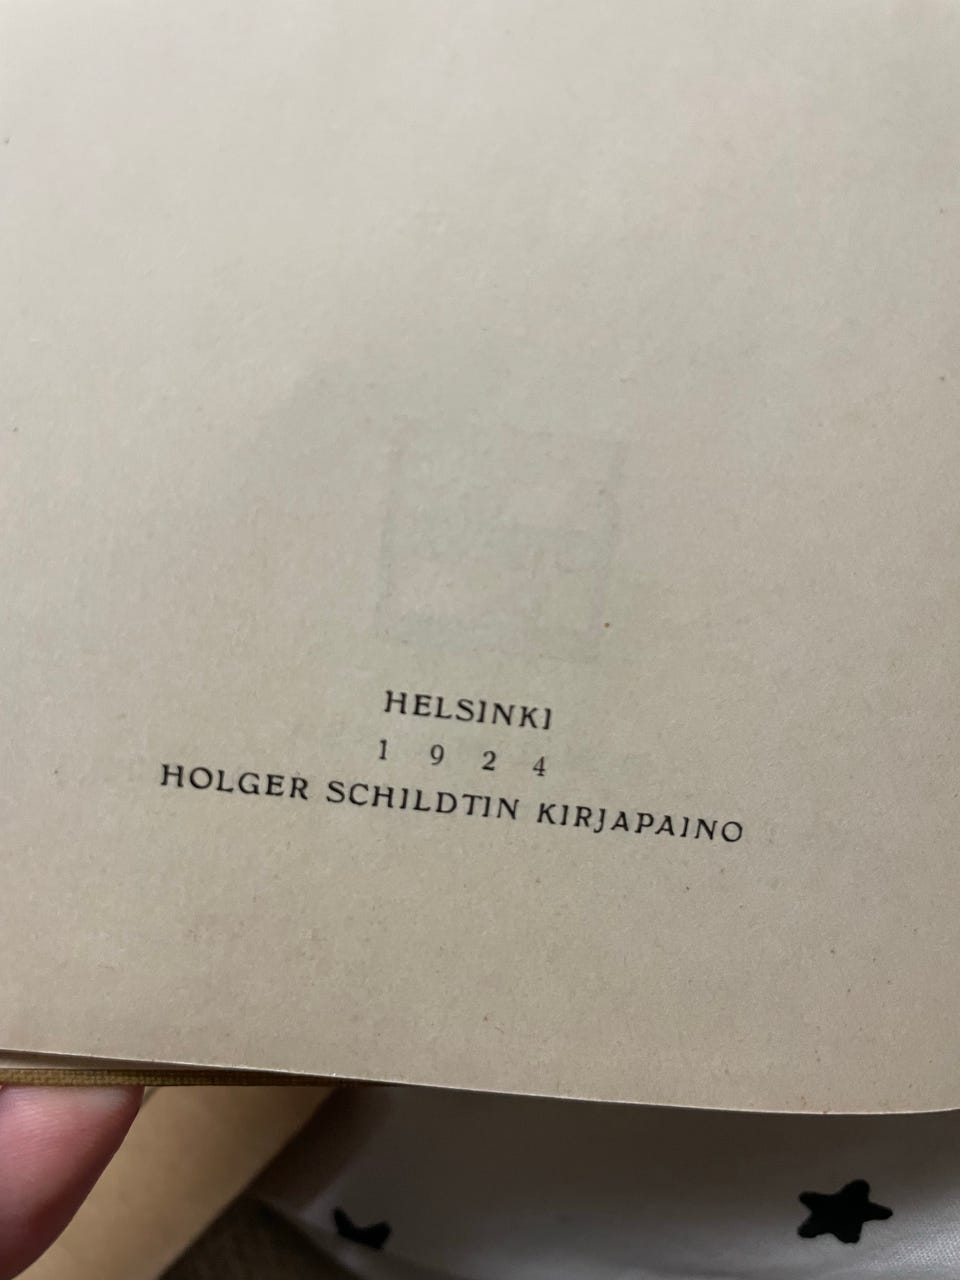 HELSINKI
1 9 2 4
HOLGER SCHILDTIN KIRJAPAINO